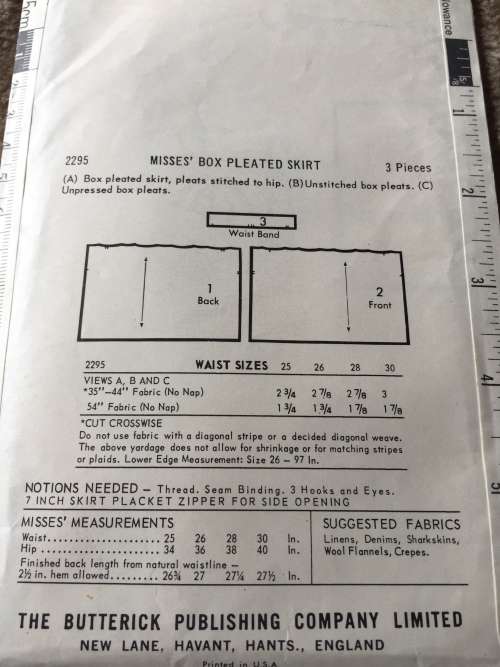 5cm
owance
5/8
1
2
3
4
5
2295 MISSES' BOX PLEATED SKIRT 3 Pieces
(A) Box pleated skirt, pleats stitched to hip. (B) Unstitched box pleats. (C)
Unpressed box pleats.
3
Waist Band
1
Back
2
Front
2295 WAIST SIZES 25 26 28 30
VIEWS A, B AND C
*35"—44" Fabric (No Nap) 2 3/4 2 7/8 2 7/8 3
54" Fabric (No Nap) 1 3/4 1 3/4 1 7/8 1 7/8
*CUT CROSSWISE
Do not use fabric with a diagonal stripe or a decided diagonal weave.
The above yardage does not allow for shrinkage or for matching stripes
or plaids. Lower Edge Measurement: Size 26 – 97 In.
NOTIONS NEEDED – Thread. Seam Binding. 3 Hooks and Eyes.
7 INCH SKIRT PLACKET ZIPPER FOR SIDE OPENING
MISSES' MEASUREMENTS
Waist..................... 25 26 28 30 In.
Hip ....................... 34 36 38 40 In.
Finished back length from natural waistline –
2½ in. hem allowed......... 26¾ 27 27¼ 27½ In.
SUGGESTED FABRICS
Linens, Denims, Sharkskins,
Wool Flannels, Crepes.
THE BUTTERICK PUBLISHING COMPANY LIMITED
NEW LANE, HAVANT, HANTS., ENGLAND
Printed in U.S.A.